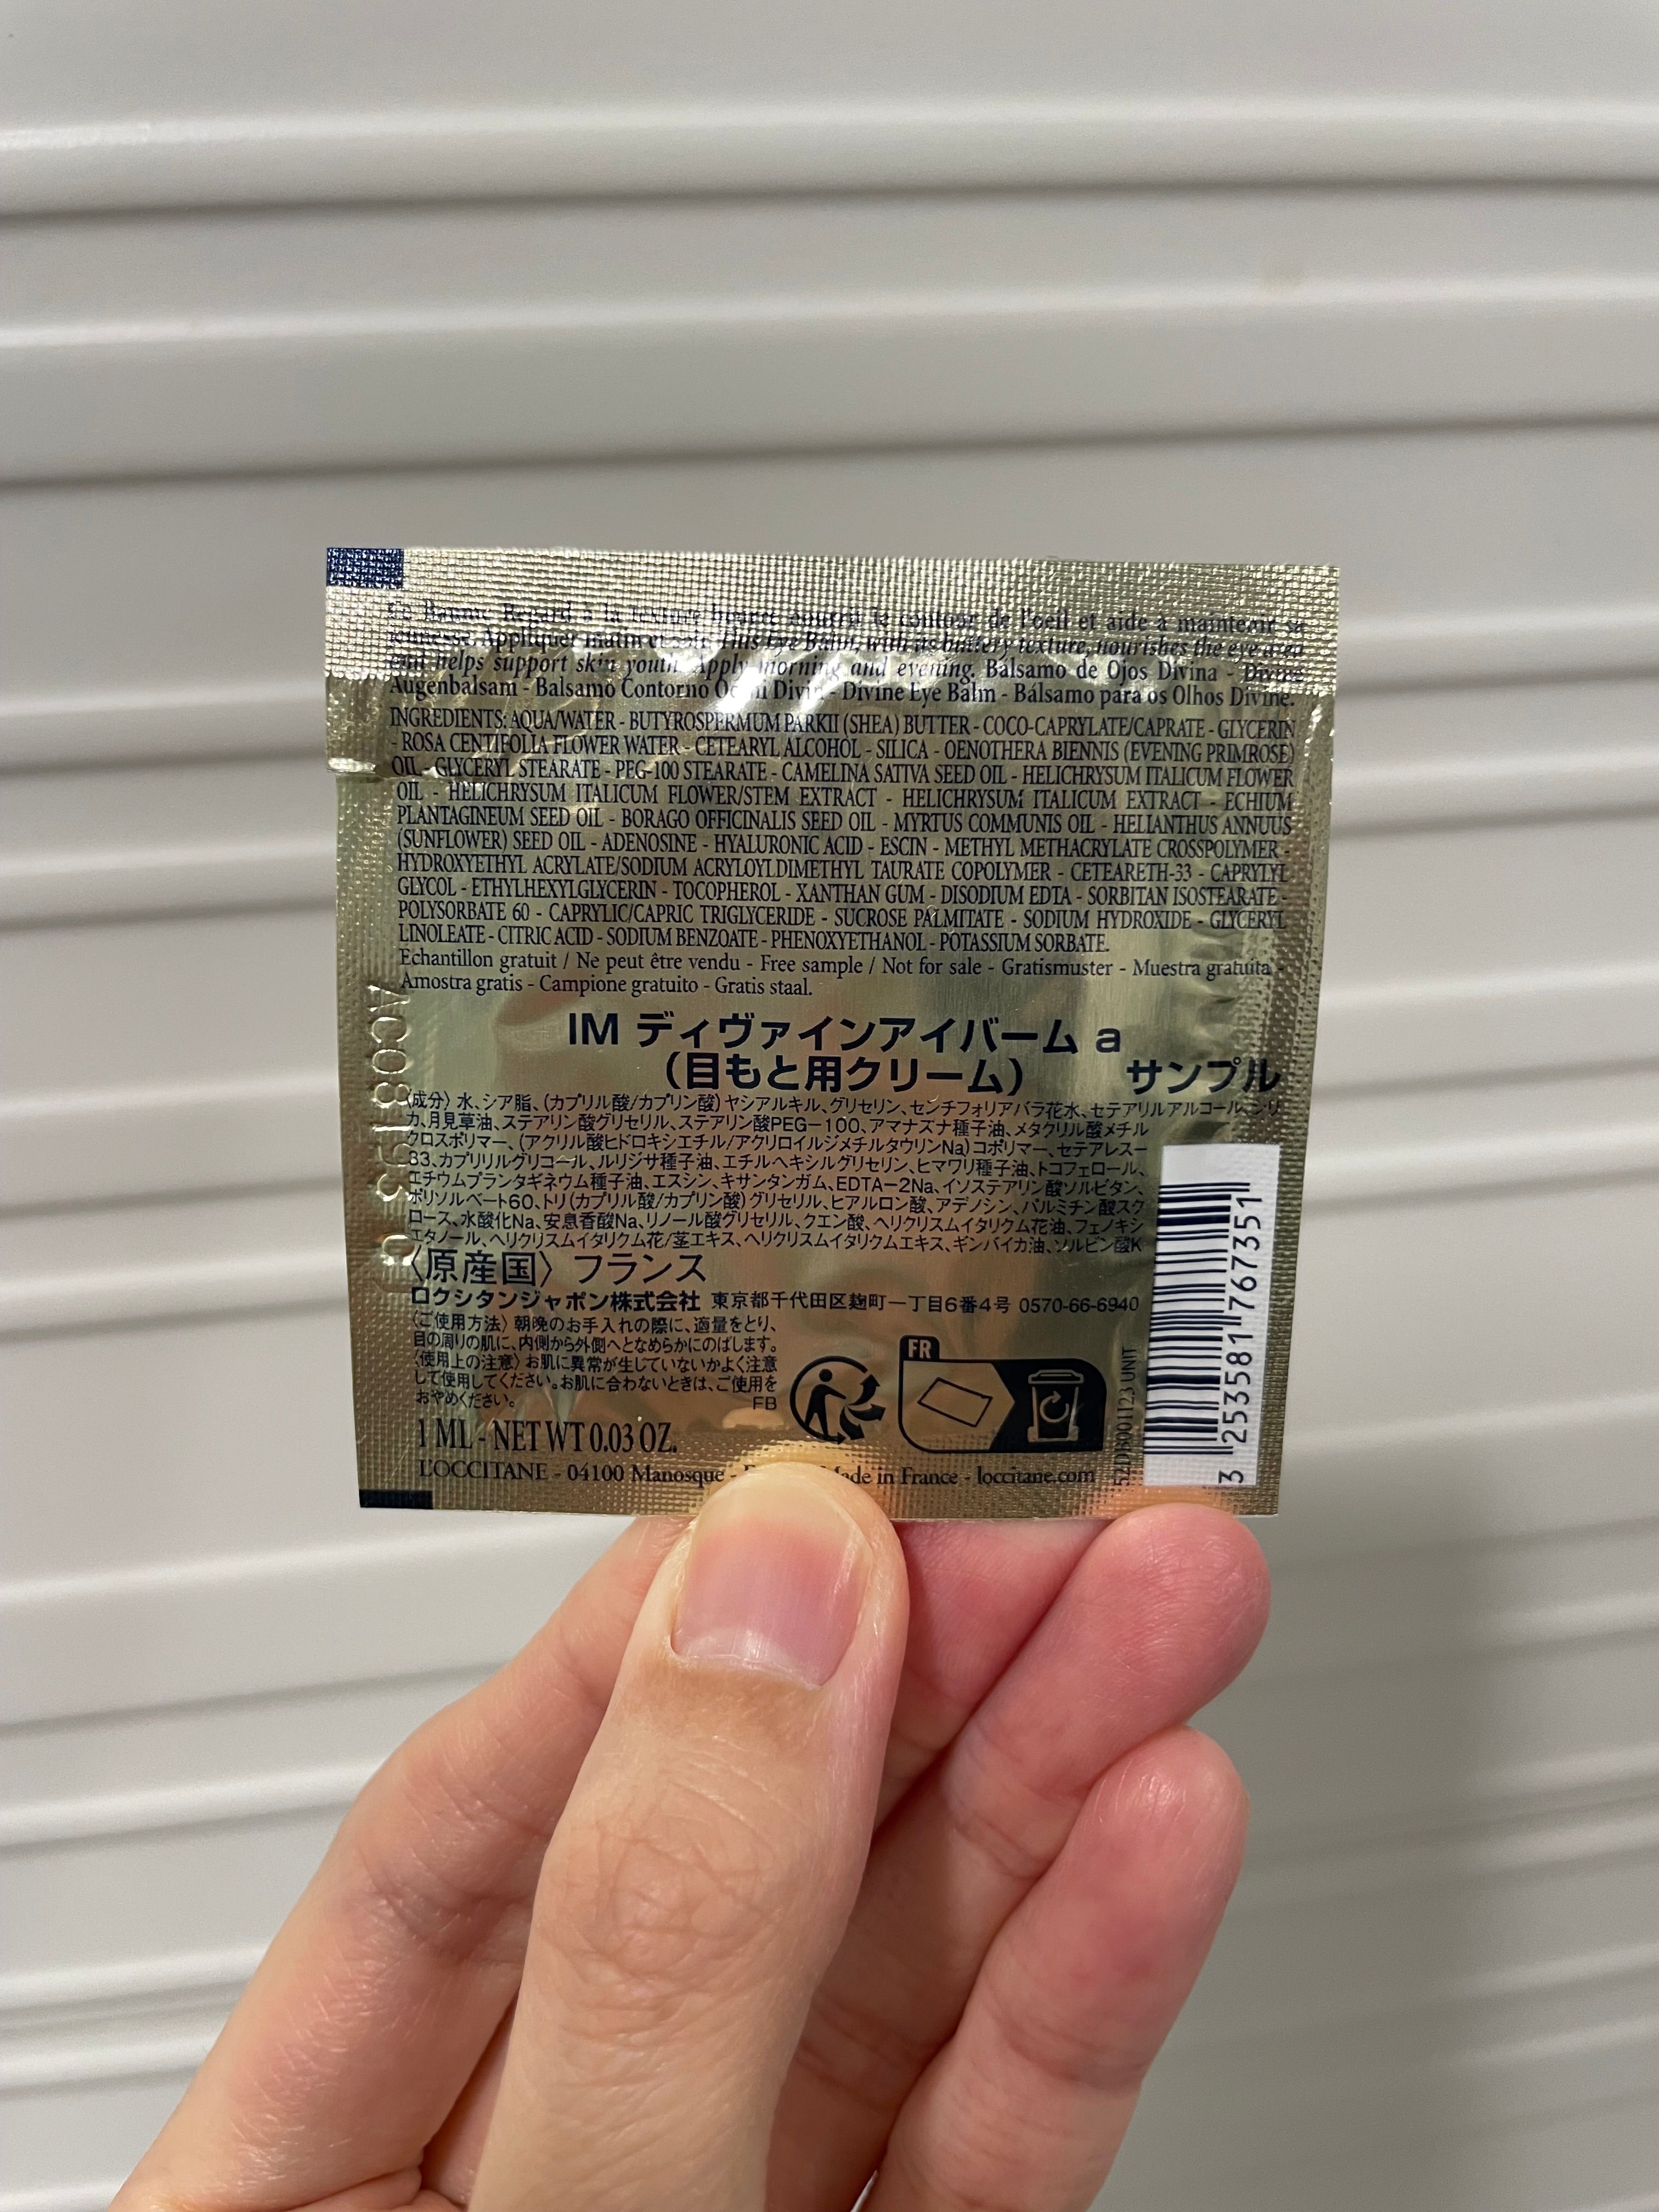 Ce Baume Regard à la texture beurre nourrit le contour de l'oeil et aide à maintenir sa
jeunesse. Appliquer matin et soir. This Eye Balm, with its buttery texture, nourishes the eye area
and helps support skin youth. Apply morning and evening. Bálsamo de Ojos Divina - Divine
Augenbalsam - Balsamo Contorno Occhi Divin - Divine Eye Balm - Bálsamo para os Olhos Divine.
INGREDIENTS: AQUA/WATER - BUTYROSPERMUM PARKII (SHEA) BUTTER - COCO-CAPRYLATE/CAPRATE - GLYCERIN
- ROSA CENTIFOLIA FLOWER WATER - CETEARYL ALCOHOL - SILICA - OENOTHERA BIENNIS (EVENING PRIMROSE)
OIL - GLYCERYL STEARATE - PEG-100 STEARATE - CAMELINA SATIVA SEED OIL - HELICHRYSUM ITALICUM FLOWER
OIL - HELICHRYSUM ITALICUM FLOWER/STEM EXTRACT - HELICHRYSUM ITALICUM EXTRACT - ECHIUM
PLANTAGINEUM SEED OIL - BORAGO OFFICINALIS SEED OIL - MYRTUS COMMUNIS OIL - HELIANTHUS ANNUUS
(SUNFLOWER) SEED OIL - ADENOSINE - HYALURONIC ACID - ESCIN - METHYL METHACRYLATE CROSSPOLYMER -
HYDROXYETHYL ACRYLATE/SODIUM ACRYLOYLDIMETHYL TAURATE COPOLYMER - CETEARETH-33 - CAPRYLYL
GLYCOL - ETHYLHEXYLGLYCERIN - TOCOPHEROL - XANTHAN GUM - DISODIUM EDTA - SORBITAN ISOSTEARATE -
POLYSORBATE 60 - CAPRYLIC/CAPRIC TRIGLYCERIDE - SUCROSE PALMITATE - SODIUM HYDROXIDE - GLYCERYL
LINOLEATE - CITRIC ACID - SODIUM BENZOATE - PHENOXYETHANOL - POTASSIUM SORBATE.
Echantillon gratuit / Ne peut être vendu - Free sample / Not for sale - Gratismuster - Muestra gratuita -
Amostra gratis - Campione gratuito - Gratis staal.
IM ディヴァインアイバーム a
（目もと用クリーム） サンプル
〈成分〉水、シア脂、(カプリル酸/カプリン酸)ヤシアルキル、グリセリン、センチフォリアバラ花水、セテアリルアルコール、シリ
カ、月見草油、ステアリン酸グリセリル、ステアリン酸PEG-100、アマナズナ種子油、メタクリル酸メチル
クロスポリマー、(アクリル酸ヒドロキシエチル/アクリロイルジメチルタウリンNa)コポリマー、セテアレス-
33、カプリリルグリコール、ルリジサ種子油、エチルヘキシルグリセリン、ヒマワリ種子油、トコフェロール、
エチウムプランタギネウム種子油、エスシン、キサンタンガム、EDTA-2Na、イソステアリン酸ソルビタン、
ポリソルベート60、トリ(カプリル酸/カプリン酸)グリセリル、ヒアルロン酸、アデノシン、パルミチン酸スク
ロース、水酸化Na、安息香酸Na、リノール酸グリセリル、クエン酸、ヘリクリスムイタリクム花油、フェノキシ
エタノール、ヘリクリスムイタリクム花/茎エキス、ヘリクリスムイタリクムエキス、ギンバイカ油、ソルビン酸K
〈原産国〉フランス
ロクシタンジャポン株式会社 東京都千代田区麹町一丁目6番4号 0570-66-6940
〈ご使用方法〉朝晩のお手入れの際に、適量をとり、
目の周りの肌に、内側から外側へとなめらかにのばします。
〈使用上の注意〉お肌に異常が生じていないかよく注意
して使用してください。お肌に合わないときは、ご使用を
おやめください。
FB
FR
1 ML - NET WT 0.03 OZ.
L'OCCITANE - 04100 Manosque - Made in France - loccitane.com
52DB001123 UNIT
3 253581 767351